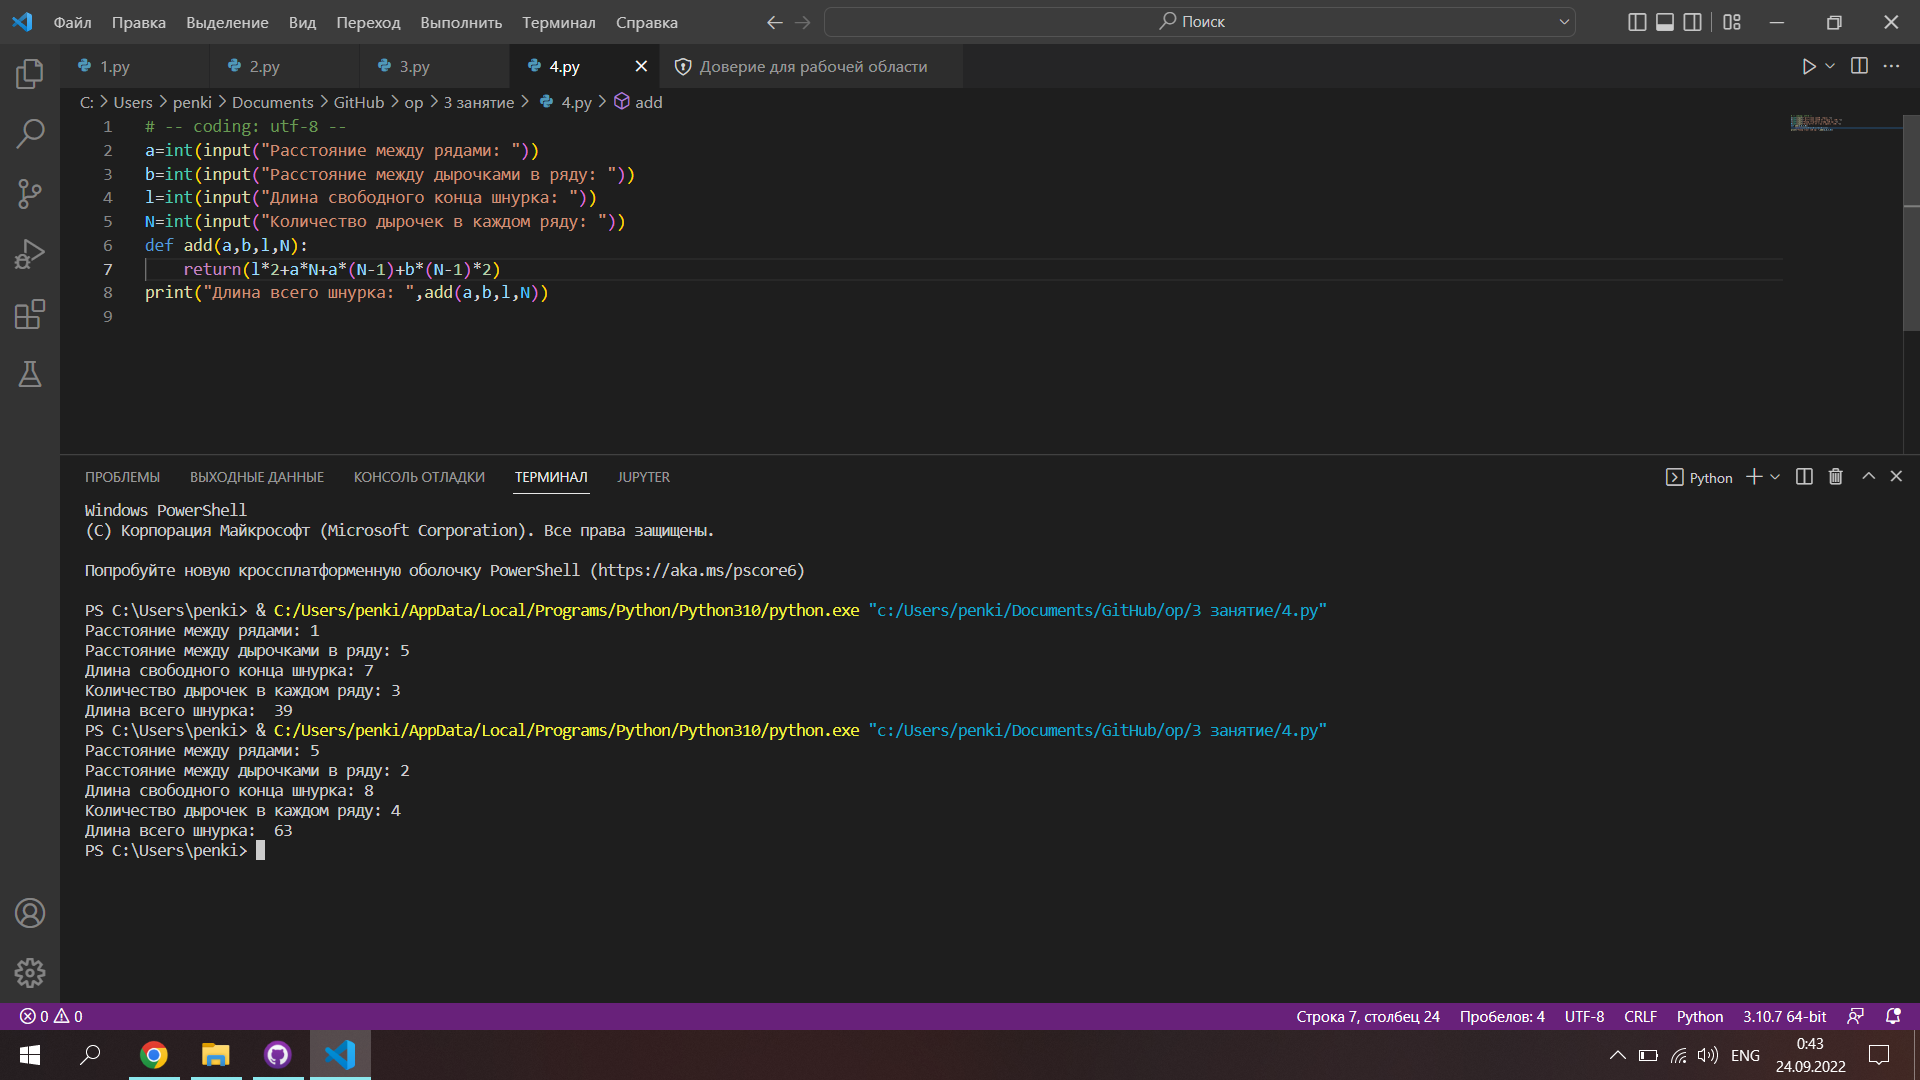 Файл Правка Выделение Вид Переход Выполнить Терминал Справка Поиск
1.py 2.py 3.py 4.py Доверие для рабочей области
C: > Users > penki > Documents > GitHub > op > 3 занятие > 4.py > add
1 # -- coding: utf-8 --
2 a=int(input("Расстояние между рядами: "))
3 b=int(input("Расстояние между дырочками в ряду: "))
4 l=int(input("Длина свободного конца шнурка: "))
5 N=int(input("Количество дырочек в каждом ряду: "))
6 def add(a,b,l,N):
7     return(l*2+a*N+a*(N-1)+b*(N-1)*2)
8 print("Длина всего шнурка: ",add(a,b,l,N))
9
ПРОБЛЕМЫ ВЫХОДНЫЕ ДАННЫЕ КОНСОЛЬ ОТЛАДКИ ТЕРМИНАЛ JUPYTER Python
Windows PowerShell
(C) Корпорация Майкрософт (Microsoft Corporation). Все права защищены.
Попробуйте новую кроссплатформенную оболочку PowerShell (https://aka.ms/pscore6)
PS C:\Users\penki> & C:/Users/penki/AppData/Local/Programs/Python/Python310/python.exe "c:/Users/penki/Documents/GitHub/op/3 занятие/4.py"
Расстояние между рядами: 1
Расстояние между дырочками в ряду: 5
Длина свободного конца шнурка: 7
Количество дырочек в каждом ряду: 3
Длина всего шнурка:  39
PS C:\Users\penki> & C:/Users/penki/AppData/Local/Programs/Python/Python310/python.exe "c:/Users/penki/Documents/GitHub/op/3 занятие/4.py"
Расстояние между рядами: 5
Расстояние между дырочками в ряду: 2
Длина свободного конца шнурка: 8
Количество дырочек в каждом ряду: 4
Длина всего шнурка:  63
PS C:\Users\penki>
0 0 Строка 7, столбец 24 Пробелов: 4 UTF-8 CRLF Python 3.10.7 64-bit
ENG 0:43
24.09.2022